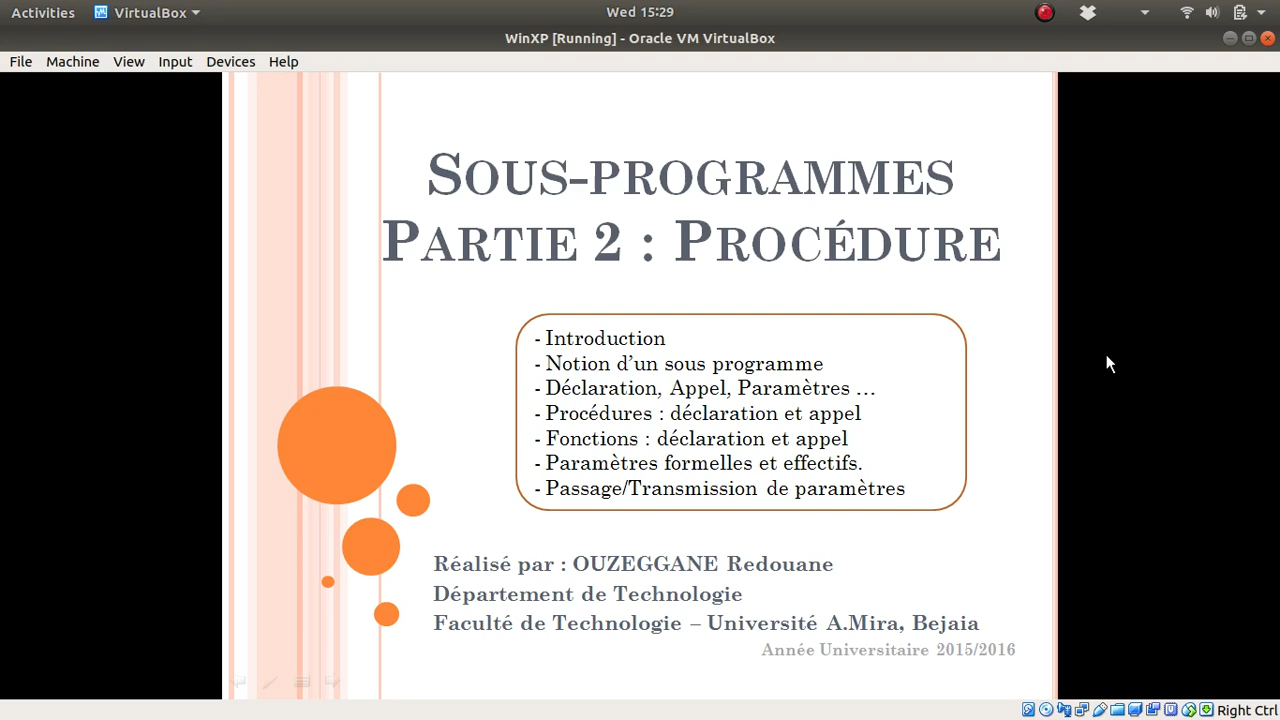 Activities VirtualBox Wed 15:29
WinXP [Running] - Oracle VM VirtualBox
File Machine View Input Devices Help
SOUS-PROGRAMMES
PARTIE 2 : PROCÉDURE
- Introduction
- Notion d’un sous programme
- Déclaration, Appel, Paramètres …
- Procédures : déclaration et appel
- Fonctions : déclaration et appel
- Paramètres formelles et effectifs.
- Passage/Transmission de paramètres
Réalisé par : OUZEGGANE Redouane
Département de Technologie
Faculté de Technologie – Université A.Mira, Bejaia
Année Universitaire 2015/2016
Right Ctrl